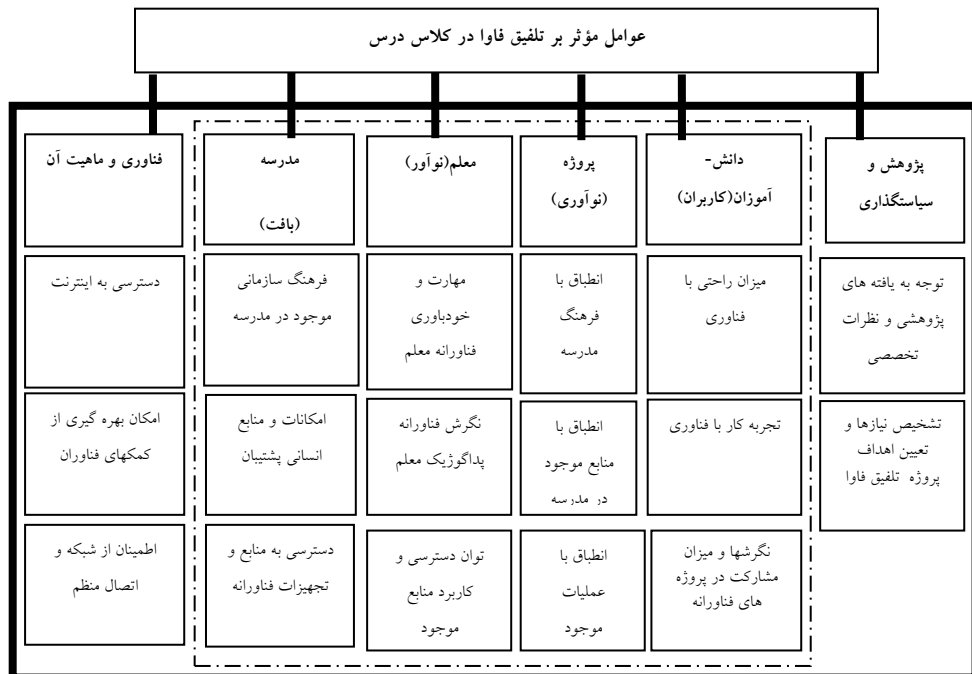 عوامل مؤثر بر تلفیق فاوا در کلاس درس
پژوهش و
سیاستگذاری
توجه به یافته های
پژوهشی و نظرات
تخصصی
تشخیص نیازها و
تعیین اهداف
پروژه تلفیق فاوا
دانش-
آموزان(کاربران)
میزان راحتی با
فناوری
تجربه کار با فناوری
نگرشها و میزان
مشارکت در پروژه
های فناورانه
پروژه
(نوآوری)
انطباق با
فرهنگ
مدرسه
انطباق با
منابع موجود
در مدرسه
انطباق با
عملیات
موجود
معلم(نوآور)
مهارت و
خودباوری
فناورانه معلم
نگرش فناورانه
پداگوژیک معلم
توان دسترسی و
کاربرد منابع
موجود
مدرسه
(بافت)
فرهنگ سازمانی
موجود در مدرسه
امکانات و منابع
انسانی پشتیبان
دسترسی به منابع و
تجهیزات فناورانه
فناوری و ماهیت آن
دسترسی به اینترنت
امکان بهره گیری از
کمکهای فناوران
اطمینان از شبکه و
اتصال منظم